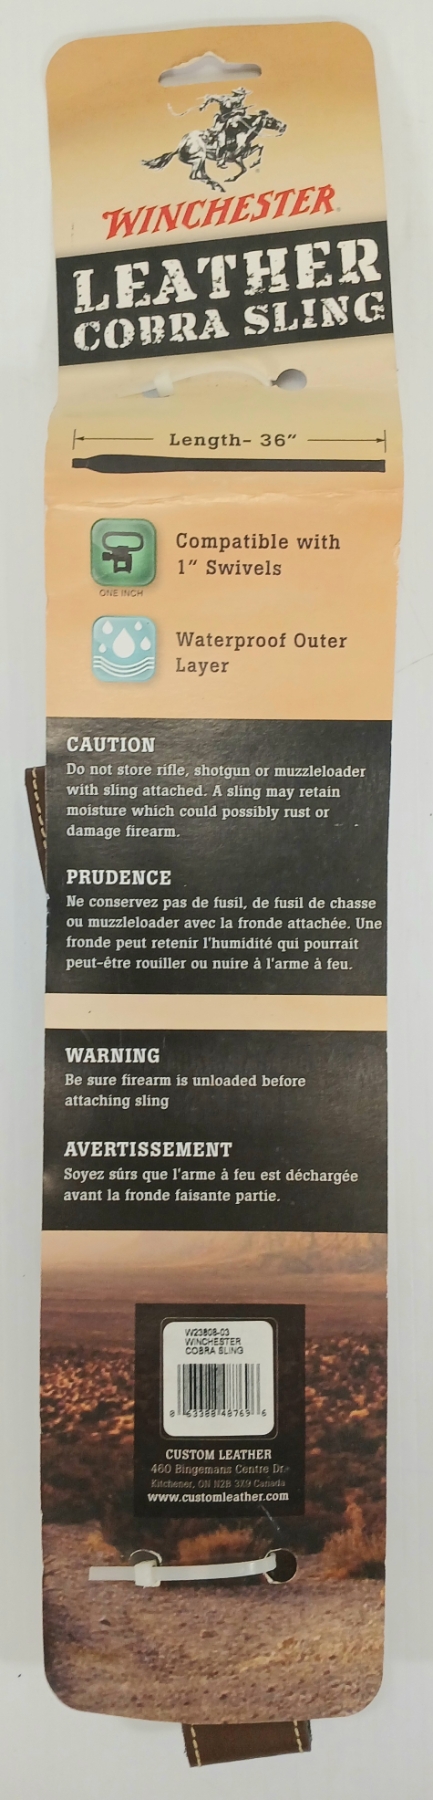 WINCHESTER
LEATHER
COBRA SLING
Length- 36"
Compatible with
1" Swivels
ONE INCH
Waterproof Outer
Layer
CAUTION
Do not store rifle, shotgun or muzzleloader
with sling attached. A sling may retain
moisture which could possibly rust or
damage firearm.
PRUDENCE
Ne conservez pas de fusil, de fusil de chasse
ou muzzleloader avec la fronde attachée. Une
fronde peut retenir l'humidité qui pourrait
peut-être rouiller ou nuire à l'arme à feu.
WARNING
Be sure firearm is unloaded before
attaching sling
AVERTISSEMENT
Soyez sûrs que l'arme à feu est déchargée
avant la fronde faisante partie.
W23808-03
WINCHESTER
COBRA SLING
8 63388 48769 6
CUSTOM LEATHER
460 Bingemans Centre Dr.
Kitchener, ON N2B 3X9 Canada
www.customleather.com